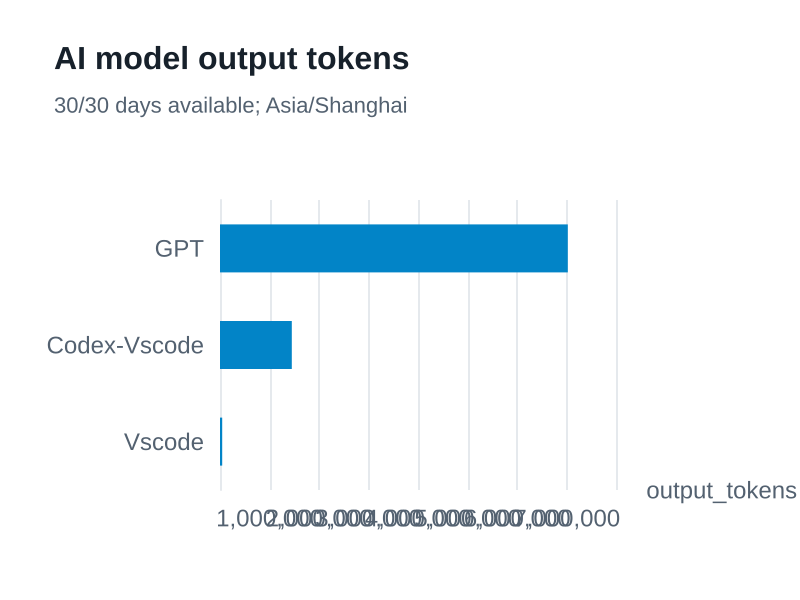 AI model output tokens
30/30 days available; Asia/Shanghai
GPT
Codex-Vscode
Vscode
output_tokens